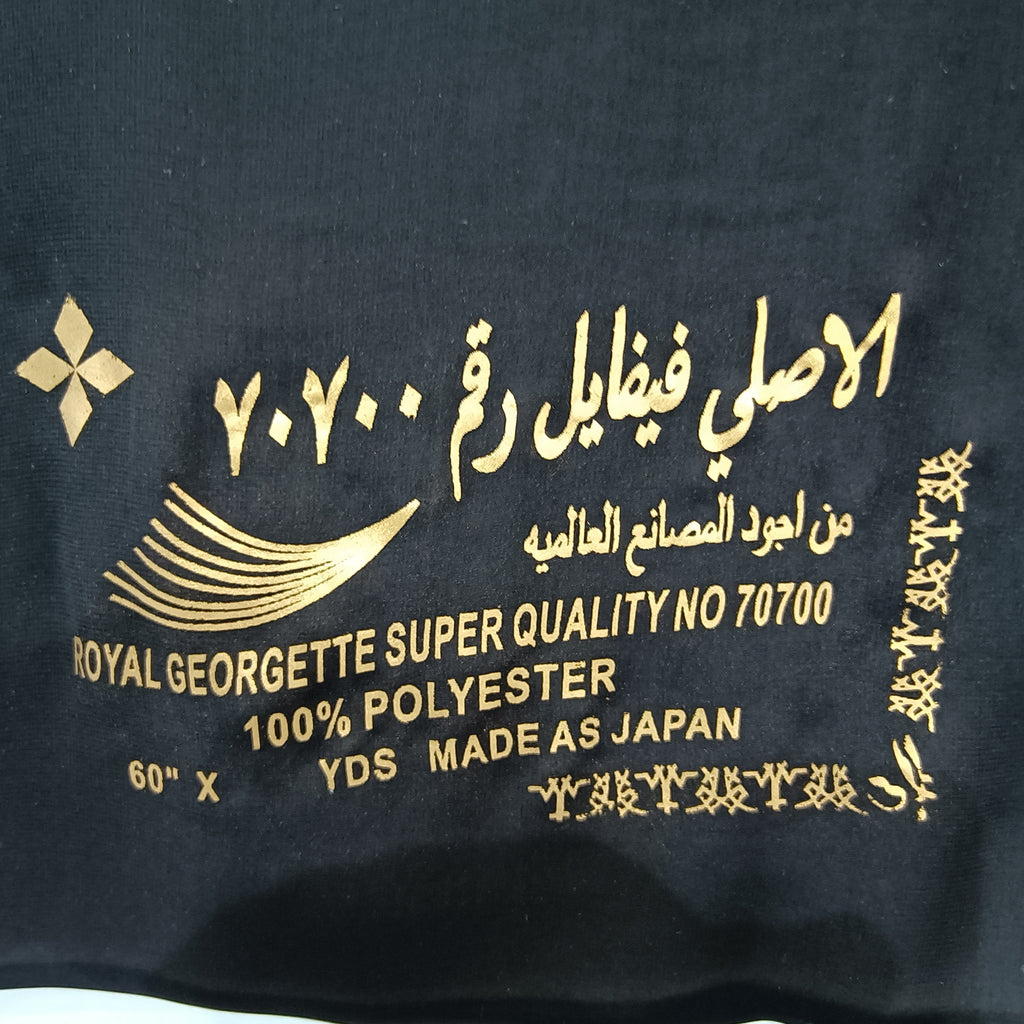 الاصلي فيفايل رقم ٧٠٧٠٠
من اجود المصانع العالميه
ROYAL GEORGETTE SUPER QUALITY NO 70700
100% POLYESTER
60" X YDS MADE AS JAPAN